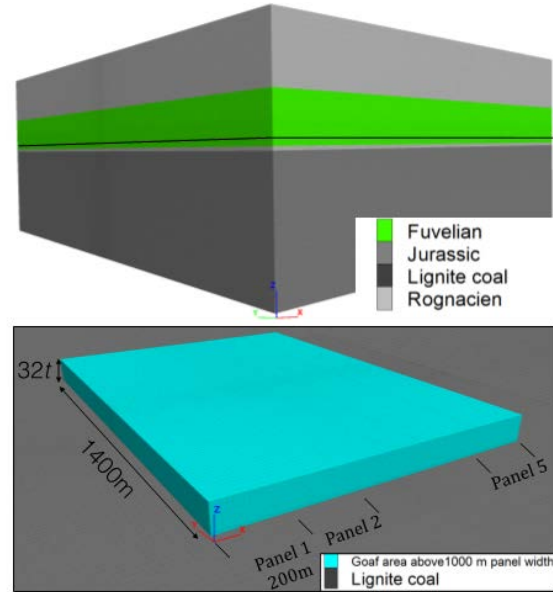 Fuvelian
Jurassic
Lignite coal
Rognacien
Z
Y
X
32t
1400m
Panel 1
200m
Panel 2
Panel 5
Z
X
Goaf area above1000 m panel width
Lignite coal